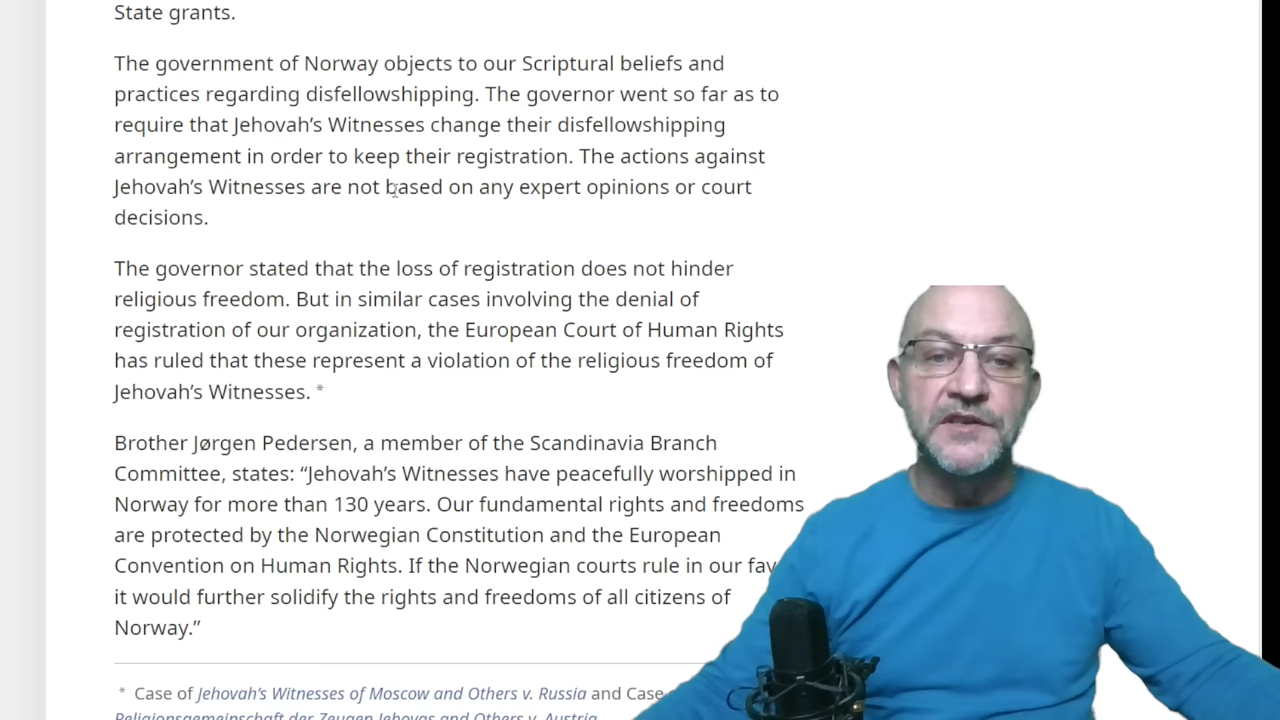 State grants.
The government of Norway objects to our Scriptural beliefs and
practices regarding disfellowshipping. The governor went so far as to
require that Jehovah’s Witnesses change their disfellowshipping
arrangement in order to keep their registration. The actions against
Jehovah’s Witnesses are not based on any expert opinions or court
decisions.
The governor stated that the loss of registration does not hinder
religious freedom. But in similar cases involving the denial of
registration of our organization, the European Court of Human Rights
has ruled that these represent a violation of the religious freedom of
Jehovah’s Witnesses. *
Brother Jørgen Pedersen, a member of the Scandinavia Branch
Committee, states: “Jehovah’s Witnesses have peacefully worshipped in
Norway for more than 130 years. Our fundamental rights and freedoms
are protected by the Norwegian Constitution and the European
Convention on Human Rights. If the Norwegian courts rule in our
it would further solidify the rights and freedoms of all citizens of
Norway.”
* Case of Jehovah’s Witnesses of Moscow and Others v. Russia and Case
Religionsgemeinschaft der Zeugen Jehovas and Others v. Austria